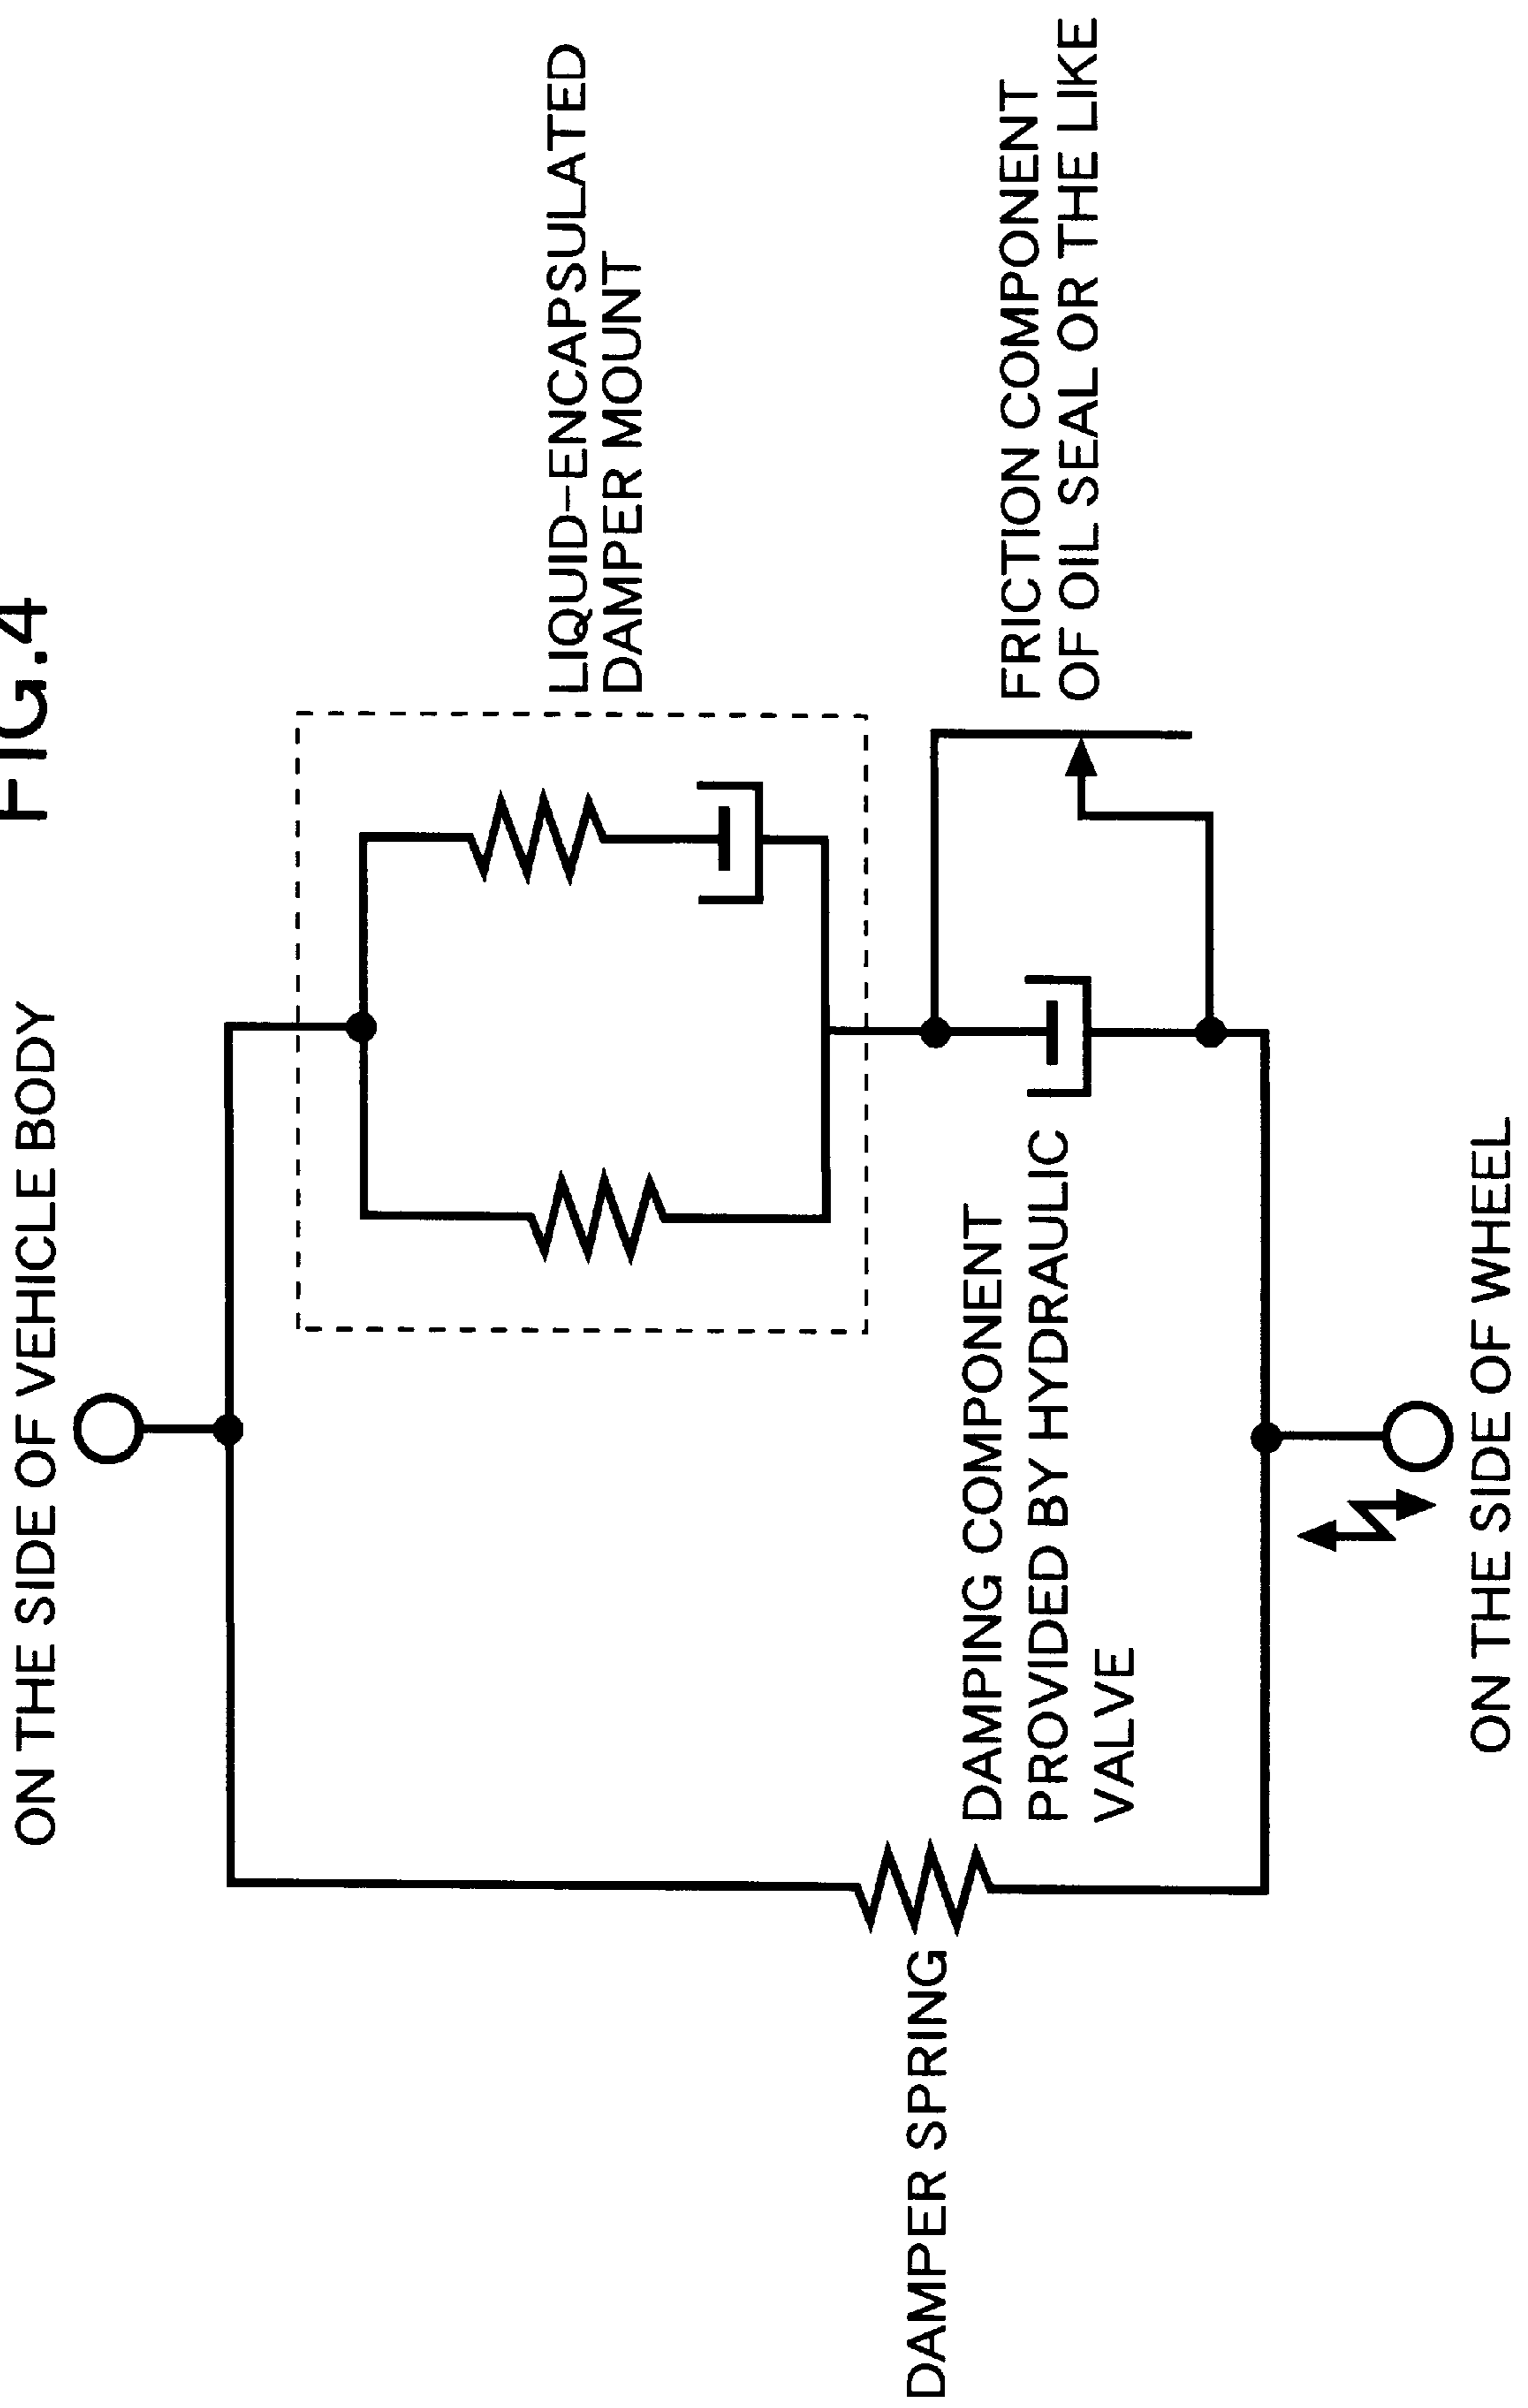 FIG.4
ON THE SIDE OF VEHICLE BODY
LIQUID-ENCAPSULATED
DAMPER MOUNT
DAMPER SPRING
DAMPING COMPONENT
PROVIDED BY HYDRAULIC
VALVE
FRICTION COMPONENT
OF OIL SEAL OR THE LIKE
ON THE SIDE OF WHEEL